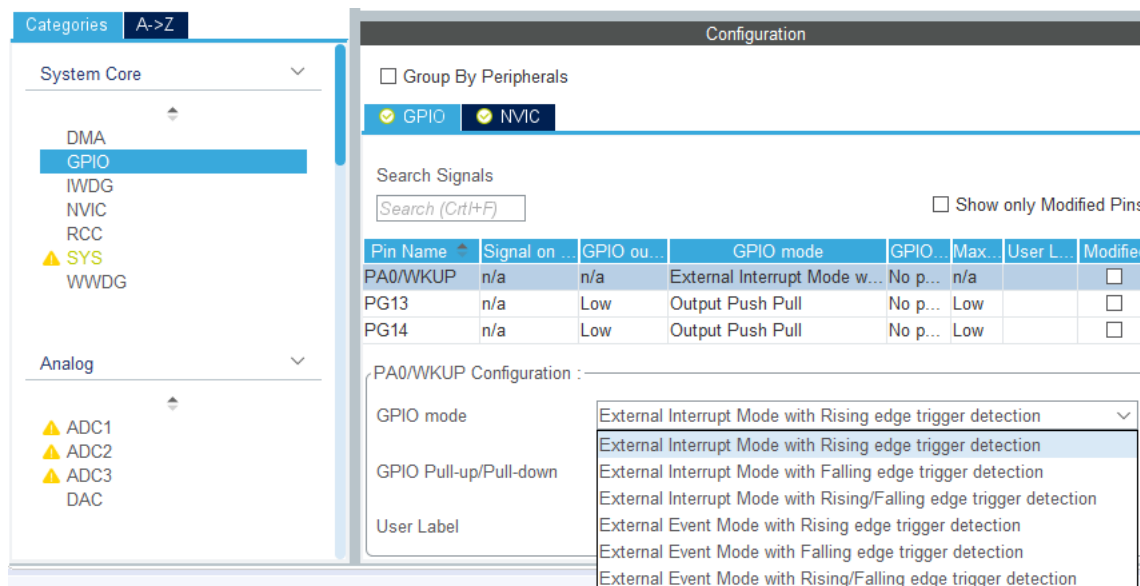 Categories A->Z
System Core
DMA
GPIO
IWDG
NVIC
RCC
SYS
WWDG
Analog
ADC1
ADC2
ADC3
DAC
Configuration
Group By Peripherals
GPIO NVIC
Search Signals
Search (Crtl+F)
Show only Modified Pins
Pin Name Signal on ... GPIO ou... GPIO mode GPIO... Max... User L... Modified
PA0/WKUP n/a n/a External Interrupt Mode w... No p... n/a
PG13 n/a Low Output Push Pull No p... Low
PG14 n/a Low Output Push Pull No p... Low
PA0/WKUP Configuration :
GPIO mode External Interrupt Mode with Rising edge trigger detection
External Interrupt Mode with Rising edge trigger detection
GPIO Pull-up/Pull-down External Interrupt Mode with Falling edge trigger detection
External Interrupt Mode with Rising/Falling edge trigger detection
User Label External Event Mode with Rising edge trigger detection
External Event Mode with Falling edge trigger detection
External Event Mode with Rising/Falling edge trigger detection